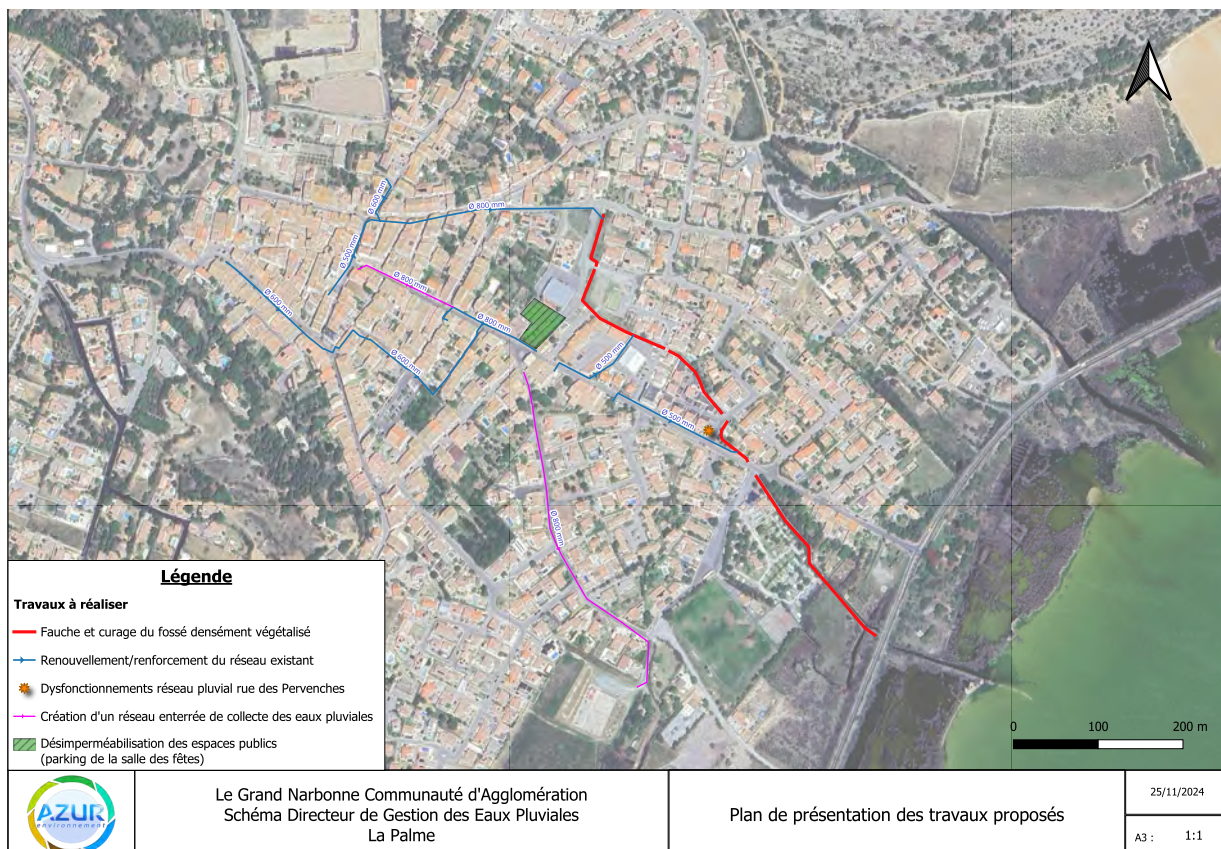 Ø 600 mm
Ø 800 mm
Ø 500 mm
Ø 800 mm
Ø 600 mm
Ø 800 mm
Ø 600 mm
Ø 500 mm
Ø 500 mm
Ø 800 mm
Légende
Travaux à réaliser
Fauche et curage du fossé densément végétalisé
Renouvellement/renforcement du réseau existant
Dysfonctionnements réseau pluvial rue des Pervenches
Création d'un réseau enterrée de collecte des eaux pluviales
Désimperméabilisation des espaces publics
(parking de la salle des fêtes)
0 100 200 m
AZUR
environnement
Le Grand Narbonne Communauté d'Agglomération
Schéma Directeur de Gestion des Eaux Pluviales
La Palme
Plan de présentation des travaux proposés
25/11/2024
A3 : 1:1